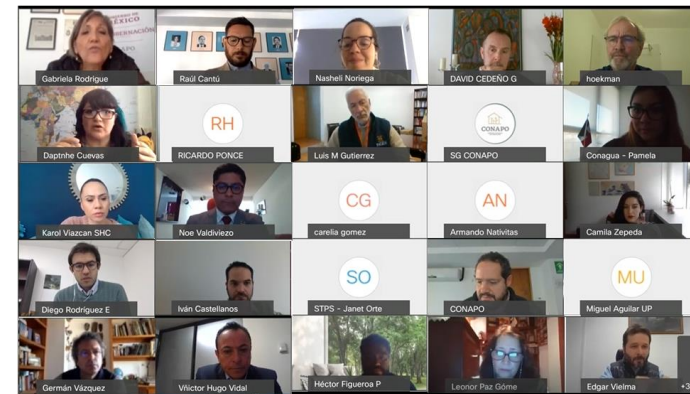 MÉXICO
Gabriela Rodrigue
Raúl Cantú
Nasheli Noriega
DAVID CEDEÑO G
hoekman
Daptnhe Cuevas
RH
RICARDO PONCE
Luis M Gutierrez
CONAPO
SG CONAPO
Conagua - Pamela
Karol Viazcan SHC
Noe Valdiviezo
CG
carelia gomez
AN
Armando Nativitas
Camila Zepeda
Diego Rodríguez E
Iván Castellanos
SO
STPS - Janet Orte
CONAPO
MU
Miguel Aguilar UP
Germán Vázquez
Vñictor Hugo Vidal
Héctor Figueroa P
Leonor Paz Góme
Edgar Vielma
+3